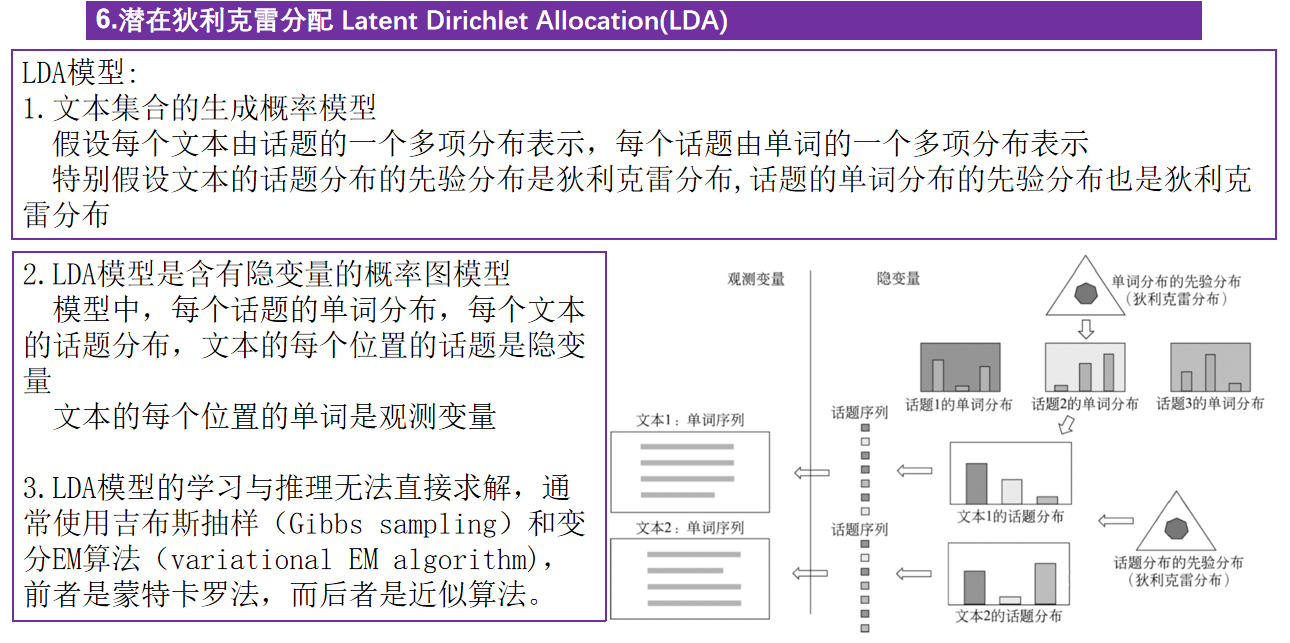 6.潜在狄利克雷分配 Latent Dirichlet Allocation(LDA)
LDA模型:
1.文本集合的生成概率模型
假设每个文本由话题的一个多项分布表示，每个话题由单词的一个多项分布表示
特别假设文本的话题分布的先验分布是狄利克雷分布,话题的单词分布的先验分布也是狄利克
雷分布
2.LDA模型是含有隐变量的概率图模型
模型中，每个话题的单词分布，每个文本
的话题分布，文本的每个位置的话题是隐变
量
文本的每个位置的单词是观测变量
3.LDA模型的学习与推理无法直接求解，通
常使用吉布斯抽样（Gibbs sampling）和变
分EM算法（variational EM algorithm)，
前者是蒙特卡罗法，而后者是近似算法。
观测变量
隐变量
单词分布的先验分布
（狄利克雷分布）
话题1的单词分布
话题2的单词分布
话题3的单词分布
文本1：单词序列
话题序列
文本1的话题分布
文本2：单词序列
话题序列
文本2的话题分布
话题分布的先验分布
（狄利克雷分布）